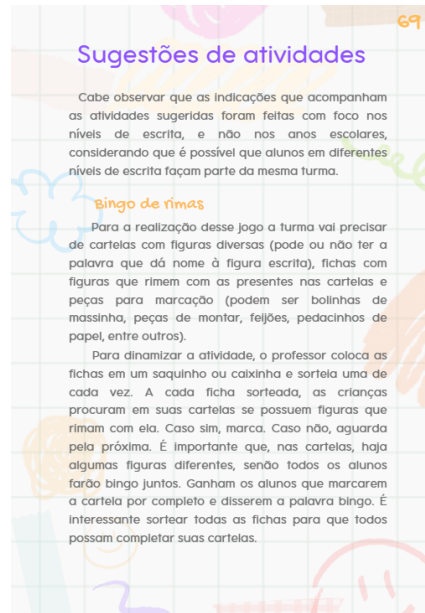 69
Sugestões de atividades
Cabe observar que as indicações que acompanham
as atividades sugeridas foram feitas com foco nos
níveis de escrita, e não nos anos escolares,
considerando que é possível que alunos em diferentes
níveis de escrita façam parte da mesma turma.
Bingo de rimas
Para a realização desse jogo a turma vai precisar
de cartelas com figuras diversas (pode ou não ter a
palavra que dá nome à figura escrita), fichas com
figuras que rimem com as presentes nas cartelas e
peças para marcação (podem ser bolinhas de
massinha, peças de montar, feijões, pedacinhos de
papel, entre outros).
Para dinamizar a atividade, o professor coloca as
fichas em um saquinho ou caixinha e sorteia uma de
cada vez. A cada ficha sorteada, as crianças
procuram em suas cartelas se possuem figuras que
rimam com ela. Caso sim, marca. Caso não, aguarda
pela próxima. É importante que, nas cartelas, haja
algumas figuras diferentes, senão todos os alunos
farão bingo juntos. Ganham os alunos que marcarem
a cartela por completo e disserem a palavra bingo. É
interessante sortear todas as fichas para que todos
possam completar suas cartelas.